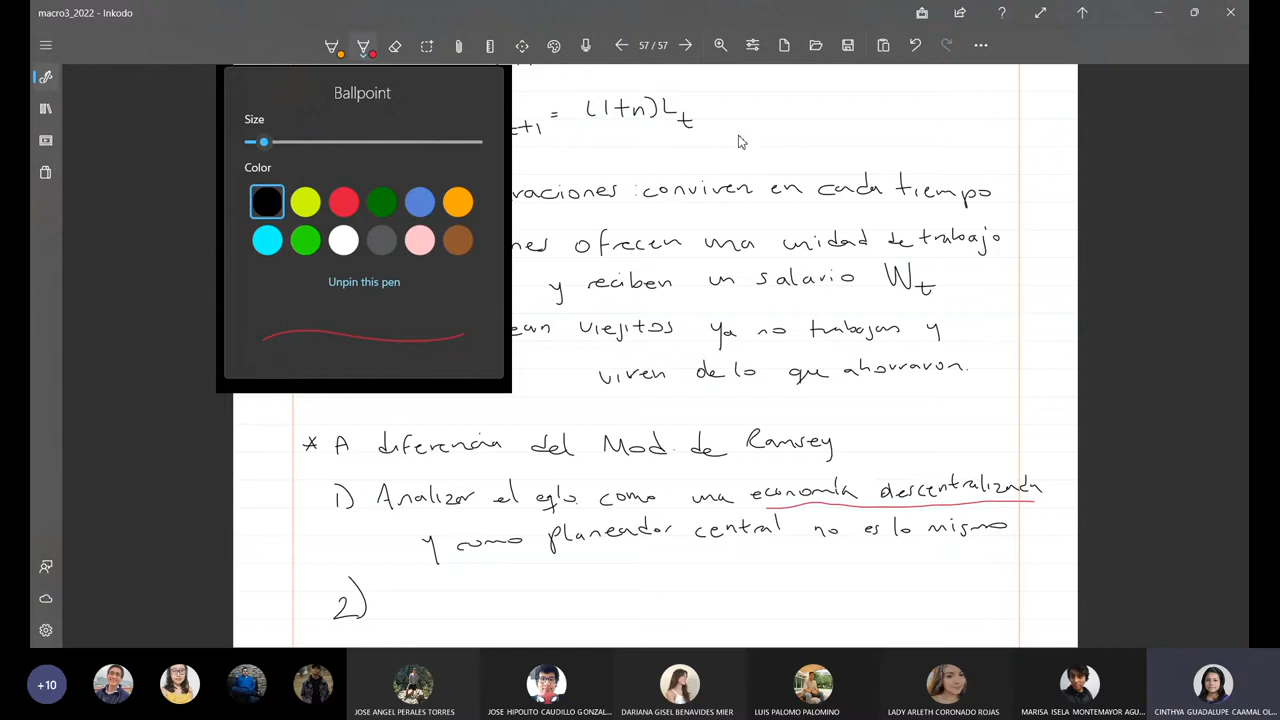 macro3_2022 - Inkodo
57 / 57
Ballpoint
Size
Color
Unpin this pen
t+1 = (1+n)L_t
raciones : conviven en cada tiempo
nes ofrecen una unidad de trabajo
y reciben un salario W_t
ean viejitos ya no trabajan y
viven de lo que ahorraron.
* A diferencia del Mod. de Ramsey
1) Analizar el eqlo. como una economía descentralizada
y como planeador central no es lo mismo
2)
+10
JOSE ANGEL PERALES TORRES
JOSE HIPOLITO CAUDILLO GONZAL...
DARIANA GISEL BENAVIDES MIER
LUIS PALOMO PALOMINO
LADY ARLETH CORONADO ROJAS
MARISA ISELA MONTEMAYOR AGU...
CINTHYA GUADALUPE CAAMAL OL...